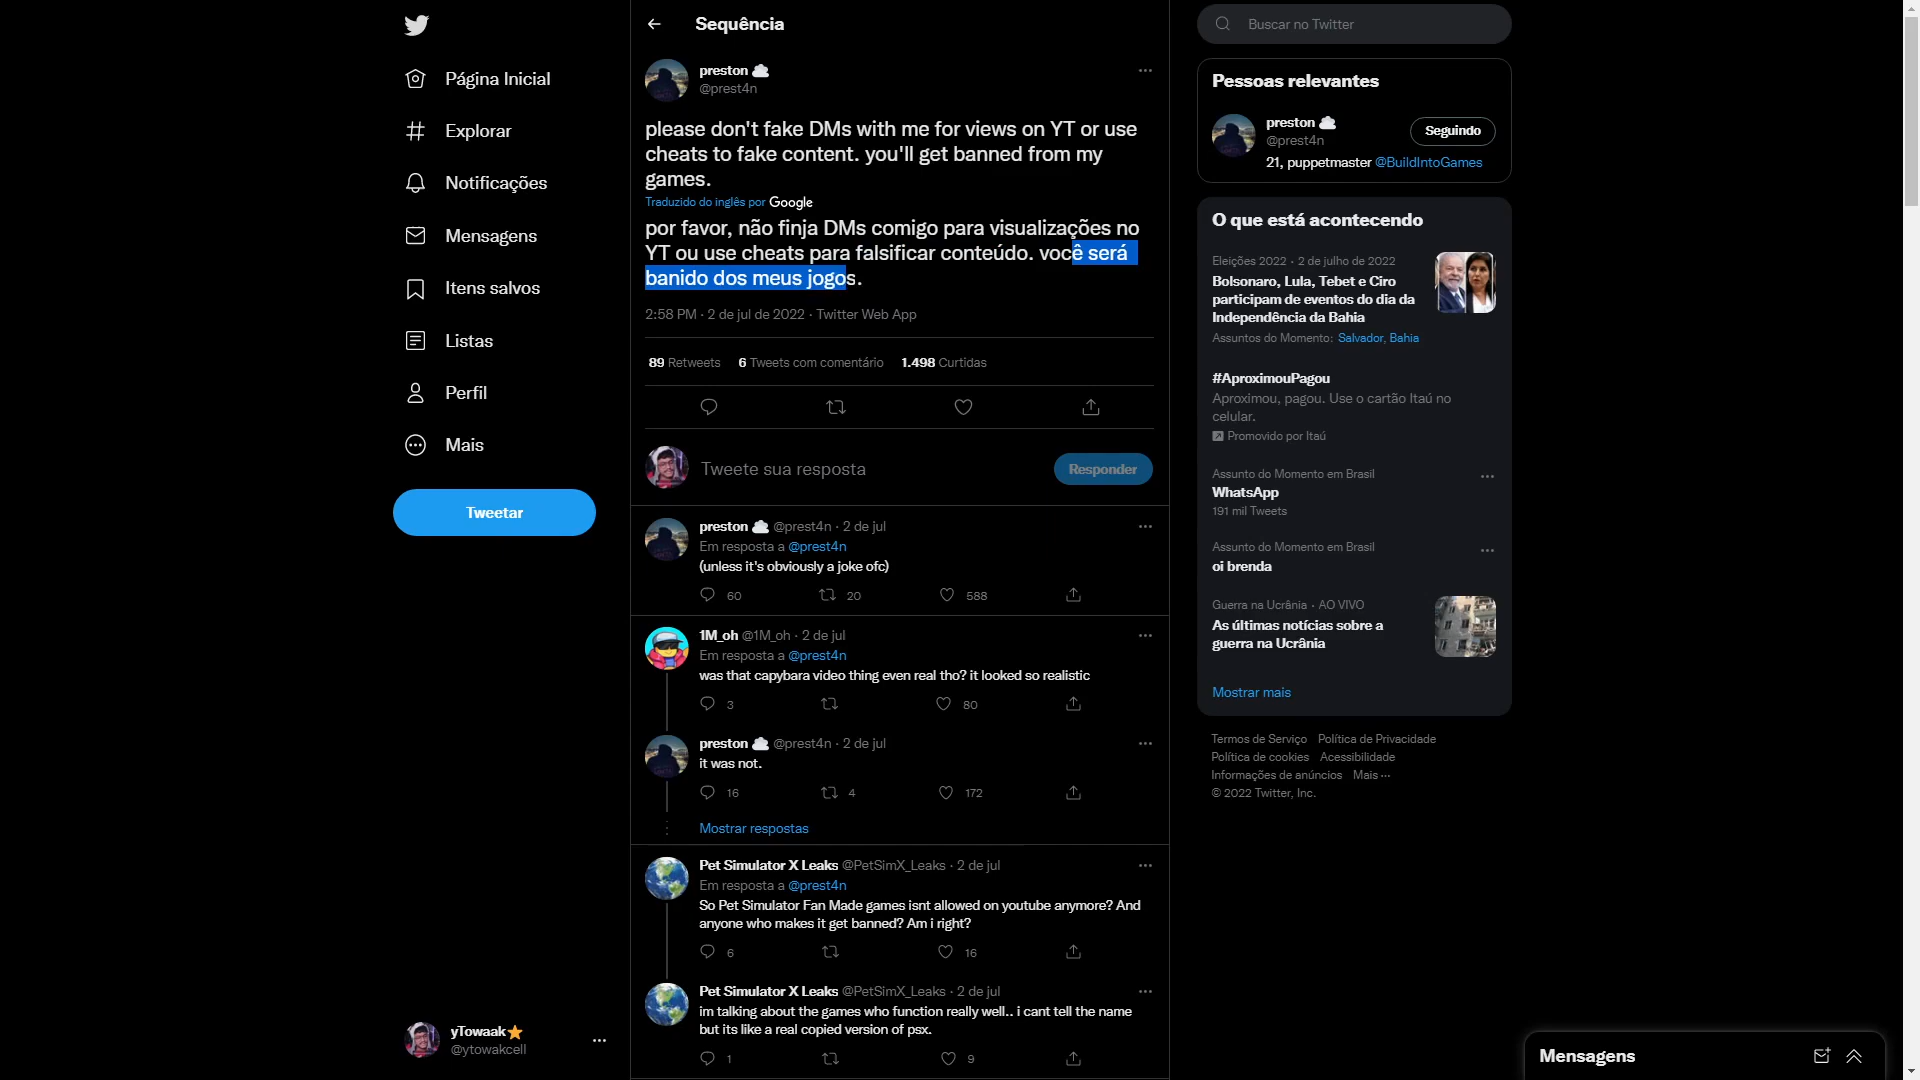 Página Inicial
Explorar
Notificações
Mensagens
Itens salvos
Listas
Perfil
Mais
Tweetar
yTowaak
@ytowakcell
Sequência
preston
@prest4n
please don't fake DMs with me for views on YT or use
cheats to fake content. you'll get banned from my
games.
Traduzido do inglês por Google
por favor, não finja DMs comigo para visualizações no
YT ou use cheats para falsificar conteúdo. você será
banido dos meus jogos.
2:58 PM · 2 de jul de 2022 · Twitter Web App
89 Retweets 6 Tweets com comentário 1.498 Curtidas
Tweete sua resposta
Responder
preston @prest4n · 2 de jul
Em resposta a @prest4n
(unless it's obviously a joke ofc)
60 20 588
1M_oh @1M_oh · 2 de jul
Em resposta a @prest4n
was that capybara video thing even real tho? it looked so realistic
3 80
preston @prest4n · 2 de jul
it was not.
16 4 172
Mostrar respostas
Pet Simulator X Leaks @PetSimX_Leaks · 2 de jul
Em resposta a @prest4n
So Pet Simulator Fan Made games isnt allowed on youtube anymore? And
anyone who makes it get banned? Am i right?
6 16
Pet Simulator X Leaks @PetSimX_Leaks · 2 de jul
im talking about the games who function really well.. i cant tell the name
but its like a real copied version of psx.
1 9
Buscar no Twitter
Pessoas relevantes
preston
@prest4n
Seguindo
21, puppetmaster @BuildIntoGames
O que está acontecendo
Eleições 2022 · 2 de julho de 2022
Bolsonaro, Lula, Tebet e Ciro
participam de eventos do dia da
Independência da Bahia
Assuntos do Momento: Salvador, Bahia
#AproximouPagou
Aproximou, pagou. Use o cartão Itaú no
celular.
Promovido por Itaú
Assunto do Momento em Brasil
WhatsApp
191 mil Tweets
Assunto do Momento em Brasil
oi brenda
Guerra na Ucrânia · AO VIVO
As últimas notícias sobre a
guerra na Ucrânia
Mostrar mais
Termos de Serviço Política de Privacidade
Política de cookies Acessibilidade
Informações de anúncios Mais ···
© 2022 Twitter, Inc.
Mensagens